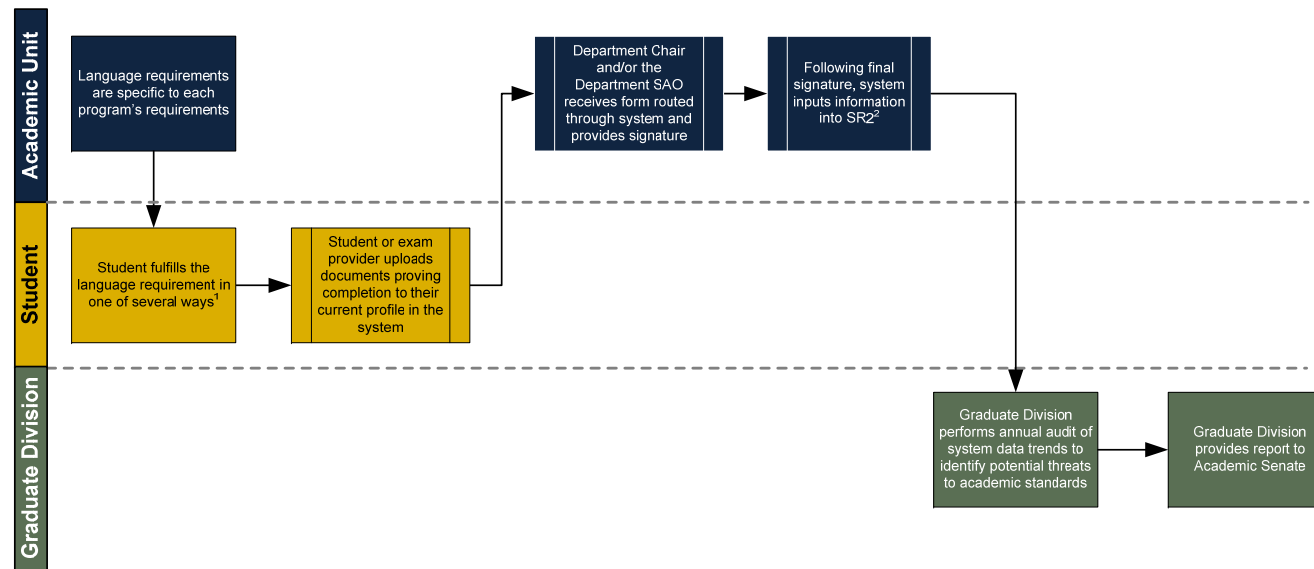 Academic Unit
Language requirements
are specific to each
program's requirements
Department Chair
and/or the
Department SAO
receives form routed
through system and
provides signature
Following final
signature, system
inputs information
into SR2²
Student
Student fulfills the
language requirement in
one of several ways¹
Student or exam
provider uploads
documents proving
completion to their
current profile in the
system
Graduate Division
Graduate Division
performs annual audit of
system data trends to
identify potential threats
to academic standards
Graduate Division
provides report to
Academic Senate